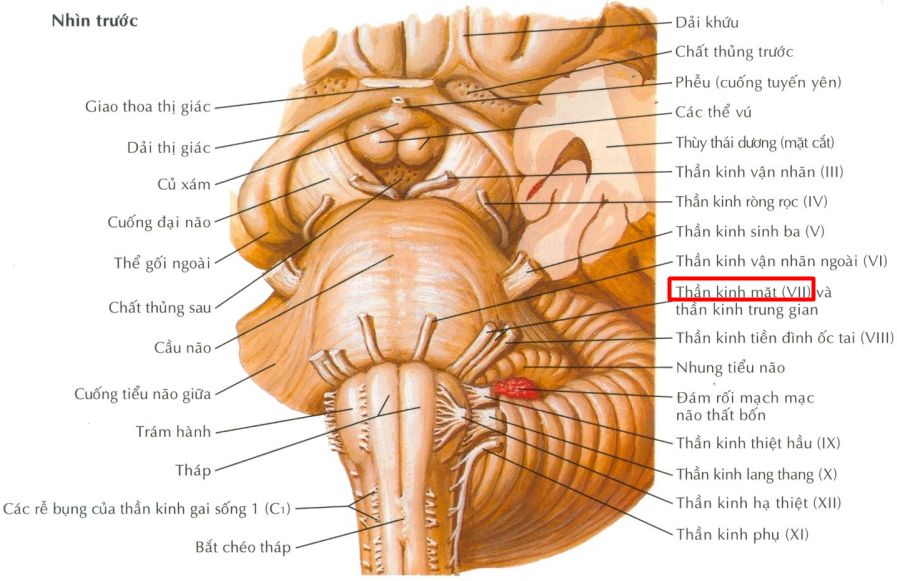 Nhìn trước
Giao thoa thị giác
Dải thị giác
Củ xám
Cuống đại não
Thể gối ngoài
Chất thủng sau
Cầu não
Cuống tiểu não giữa
Trám hành
Tháp
Các rễ bụng của thần kinh gai sống 1 (C₁)
Bắt chéo tháp
Dải khứu
Chất thủng trước
Phễu (cuống tuyến yên)
Các thể vú
Thùy thái dương (mặt cắt)
Thần kinh vận nhãn (III)
Thần kinh ròng rọc (IV)
Thần kinh sinh ba (V)
Thần kinh vận nhãn ngoài (VI)
Thần kinh mặt (VII) và
thần kinh trung gian
Thần kinh tiền đình ốc tai (VIII)
Nhung tiểu não
Đám rối mạch mạc
não thất bốn
Thần kinh thiệt hầu (IX)
Thần kinh lang thang (X)
Thần kinh hạ thiệt (XII)
Thần kinh phụ (XI)